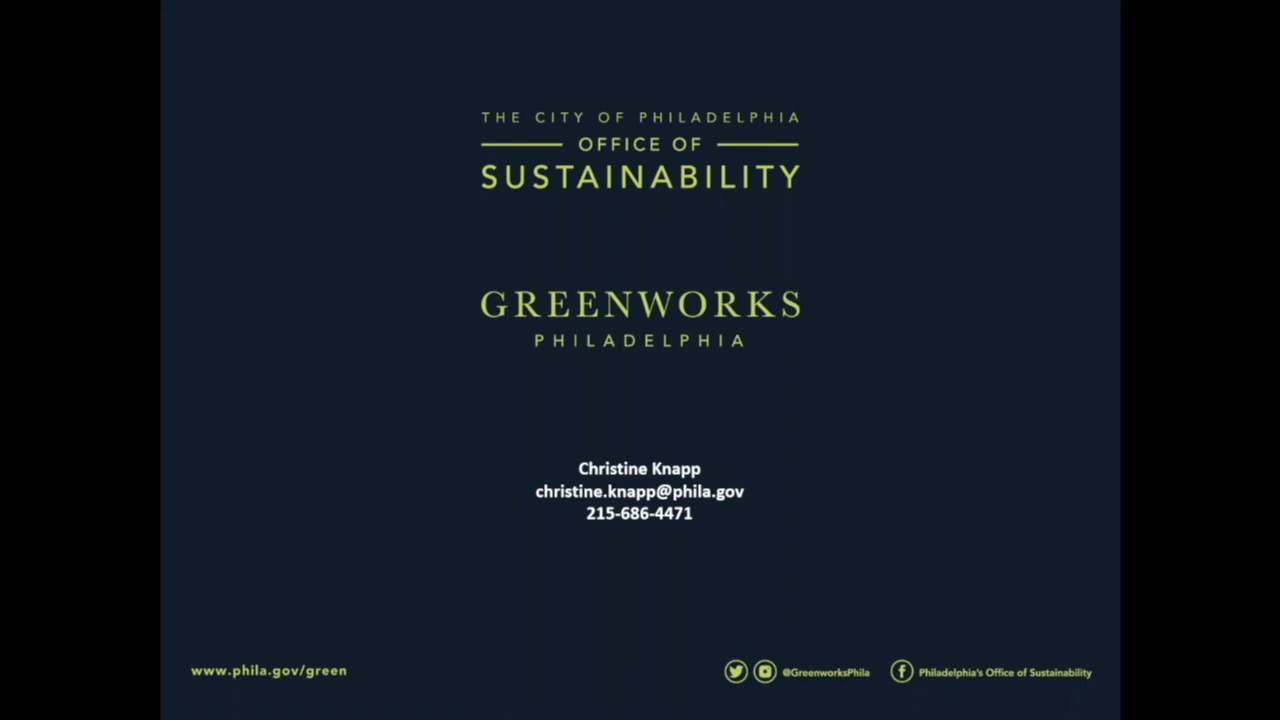 THE CITY OF PHILADELPHIA
OFFICE OF
SUSTAINABILITY
GREENWORKS
PHILADELPHIA
Christine Knapp
christine.knapp@phila.gov
215-686-4471
www.phila.gov/green
@GreenworksPhila
Philadelphia's Office of Sustainability